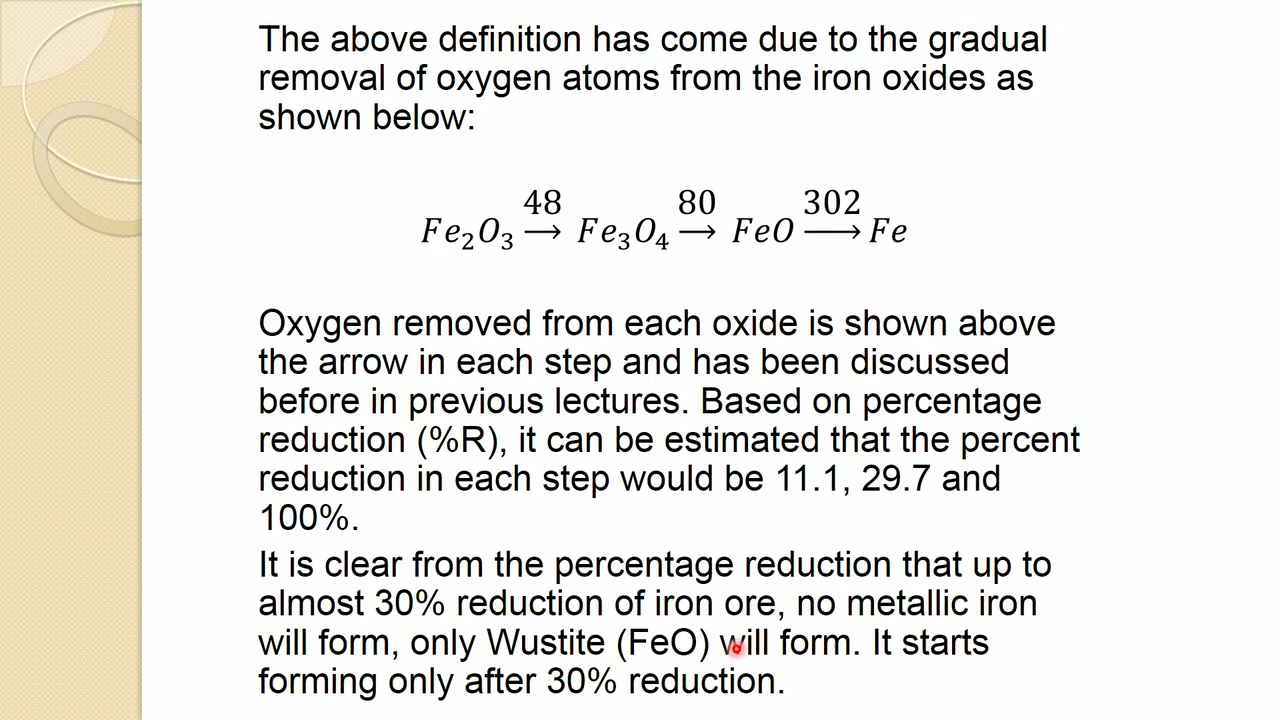 The above definition has come due to the gradual
removal of oxygen atoms from the iron oxides as
shown below:
48 80 302
Fe₂O₃ ⟶ Fe₃O₄ ⟶ FeO ⟶ Fe
Oxygen removed from each oxide is shown above
the arrow in each step and has been discussed
before in previous lectures. Based on percentage
reduction (%R), it can be estimated that the percent
reduction in each step would be 11.1, 29.7 and
100%.
It is clear from the percentage reduction that up to
almost 30% reduction of iron ore, no metallic iron
will form, only Wustite (FeO) will form. It starts
forming only after 30% reduction.